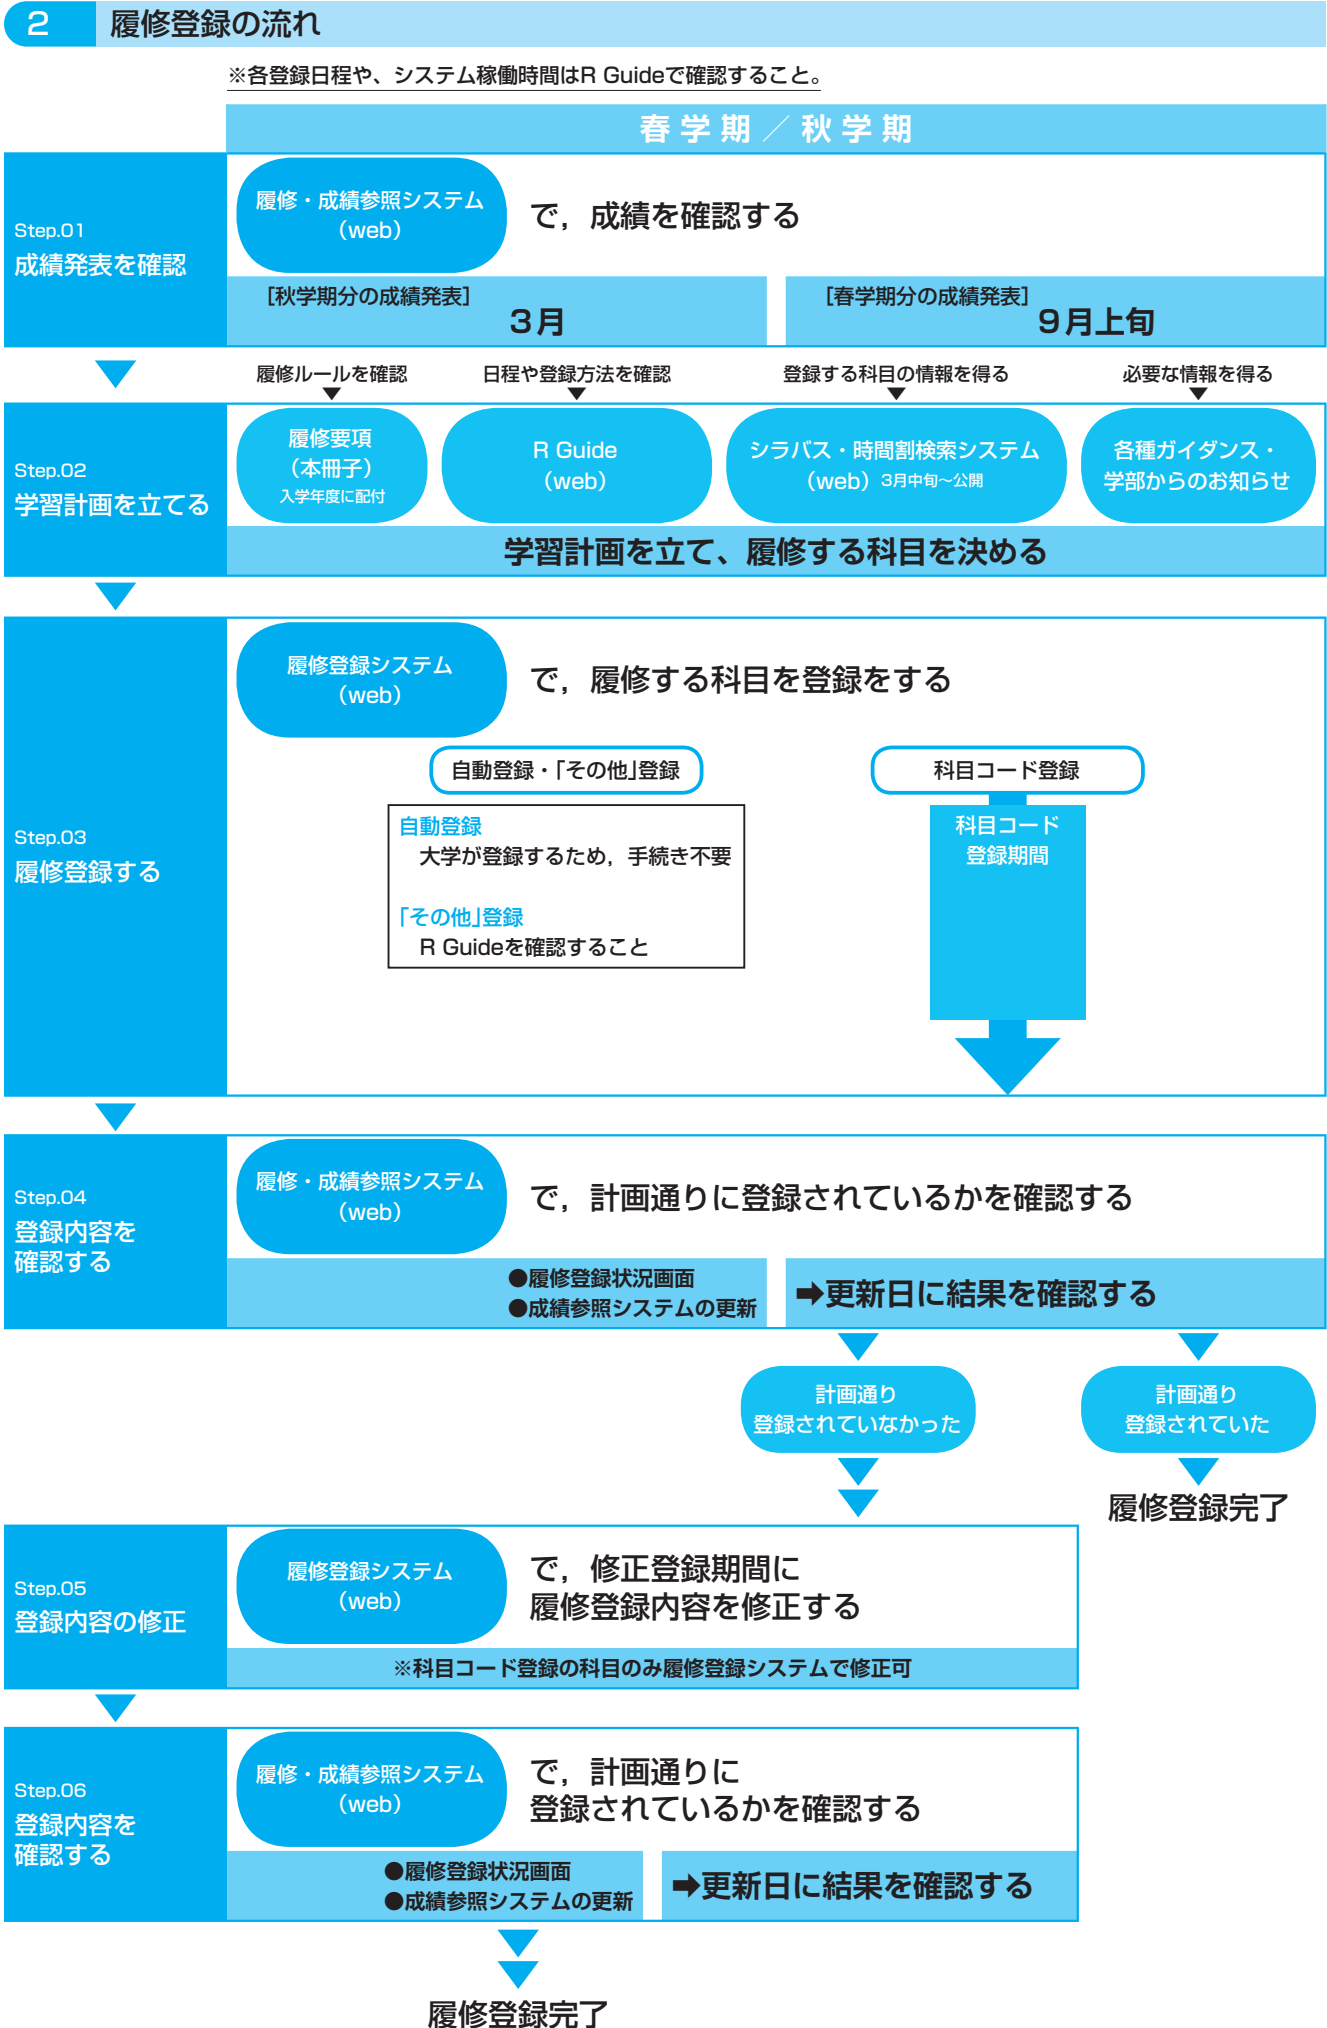 2 履修登録の流れ
※各登録日程や、システム稼働時間はR Guideで確認すること。
春学期／秋学期
Step.01
成績発表を確認
履修・成績参照システム
（web）
で，成績を確認する
［秋学期分の成績発表］
3月
［春学期分の成績発表］
9月上旬
履修ルールを確認
日程や登録方法を確認
登録する科目の情報を得る
必要な情報を得る
Step.02
学習計画を立てる
履修要項
（本冊子）
入学年度に配付
R Guide
（web）
シラバス・時間割検索システム
（web）3月中旬〜公開
各種ガイダンス・
学部からのお知らせ
学習計画を立て、履修する科目を決める
Step.03
履修登録する
履修登録システム
（web）
で，履修する科目を登録をする
自動登録・「その他」登録
自動登録
大学が登録するため，手続き不要
「その他」登録
R Guideを確認すること
科目コード登録
科目コード
登録期間
Step.04
登録内容を
確認する
履修・成績参照システム
（web）
で，計画通りに登録されているかを確認する
●履修登録状況画面
●成績参照システムの更新
➡更新日に結果を確認する
計画通り
登録されていなかった
計画通り
登録されていた
履修登録完了
Step.05
登録内容の修正
履修登録システム
（web）
で，修正登録期間に
履修登録内容を修正する
※科目コード登録の科目のみ履修登録システムで修正可
Step.06
登録内容を
確認する
履修・成績参照システム
（web）
で，計画通りに
登録されているかを確認する
●履修登録状況画面
●成績参照システムの更新
➡更新日に結果を確認する
履修登録完了